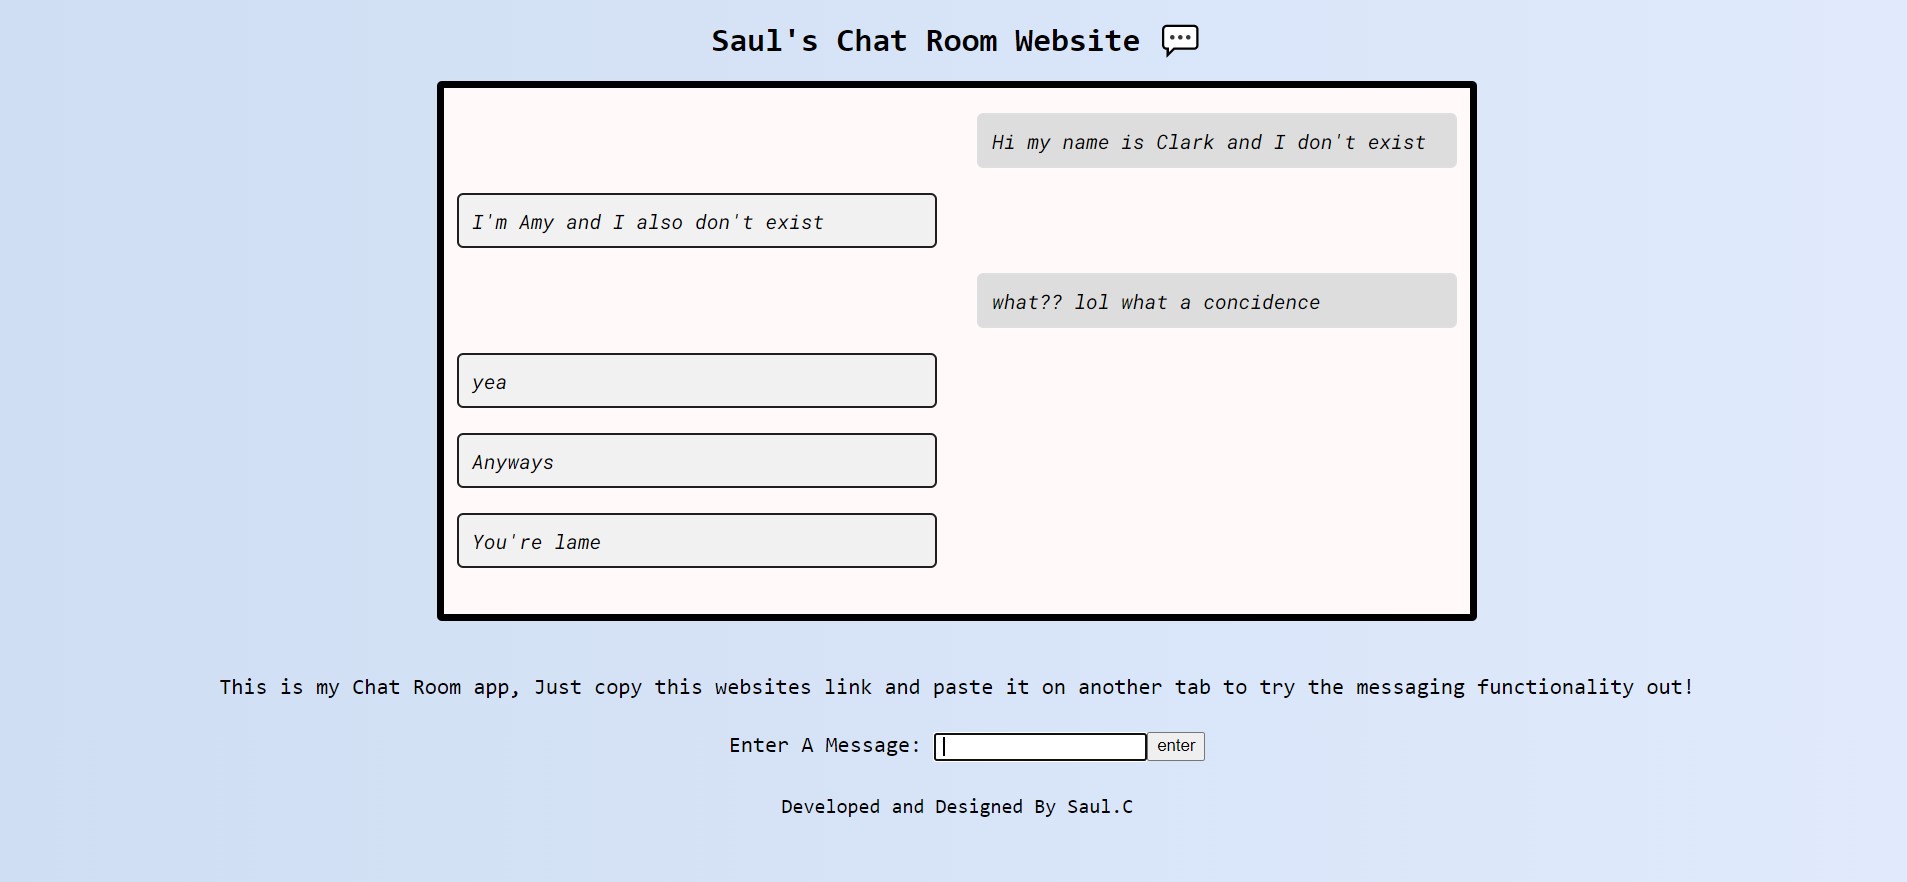 Saul's Chat Room Website
Hi my name is Clark and I don't exist
I'm Amy and I also don't exist
what?? lol what a concidence
yea
Anyways
You're lame
This is my Chat Room app, Just copy this websites link and paste it on another tab to try the messaging functionality out!
Enter A Message: enter
Developed and Designed By Saul.C